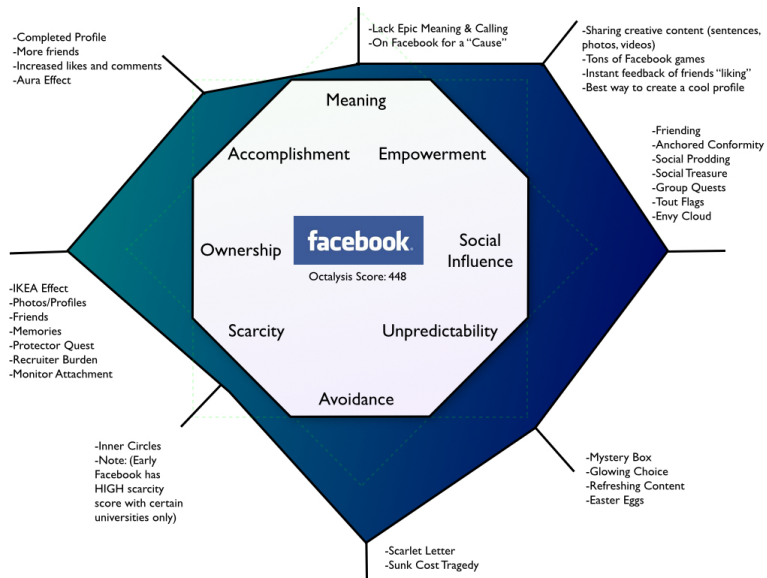 -Completed Profile
-More friends
-Increased likes and comments
-Aura Effect
-Lack Epic Meaning & Calling
-On Facebook for a “Cause”
-Sharing creative content (sentences,
photos, videos)
-Tons of Facebook games
-Instant feedback of friends “liking”
-Best way to create a cool profile
Meaning
Accomplishment
Empowerment
-Friending
-Anchored Conformity
-Social Prodding
-Social Treasure
-Group Quests
-Tout Flags
-Envy Cloud
Ownership
facebook.
Octalysis Score: 448
Social
Influence
-IKEA Effect
-Photos/Profiles
-Friends
-Memories
-Protector Quest
-Recruiter Burden
-Monitor Attachment
Scarcity
Unpredictability
Avoidance
-Inner Circles
-Note: (Early
Facebook has
HIGH scarcity
score with certain
universities only)
-Mystery Box
-Glowing Choice
-Refreshing Content
-Easter Eggs
-Scarlet Letter
-Sunk Cost Tragedy